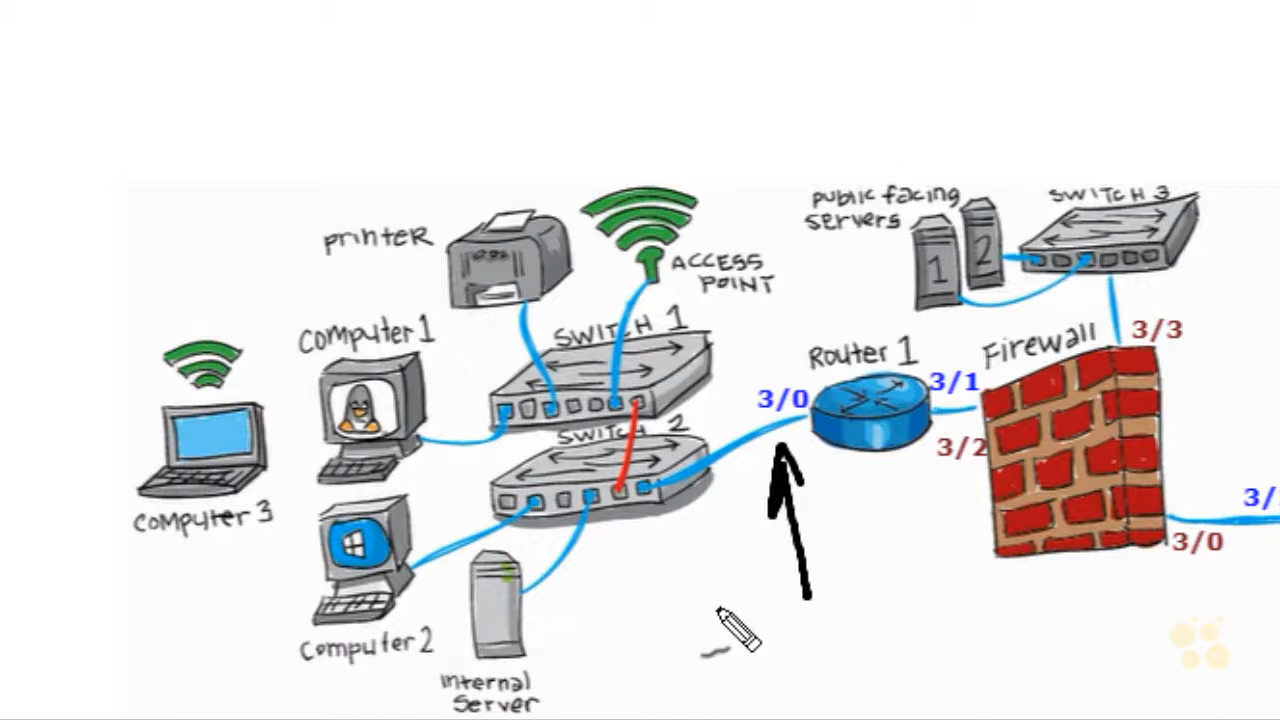 public facing
servers
SWITCH 3
printer
ACCESS
POINT
Computer 1
SWITCH 1
Router 1
Firewall
3/3
3/0
3/1
SWITCH 2
3/2
1
2
Computer 3
3/0
Computer 2
Internal
Server